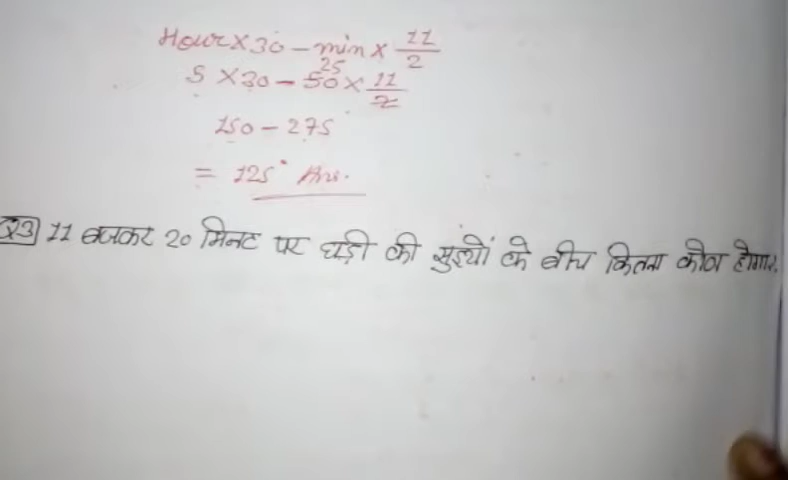 Hour × 30 - min × 11/2
5 × 30 - 50 25 × 11/2
150 - 275
= 125° Ans.
Q3 11 बजकर 20 मिनट पर घड़ी की सुइयों के बीच कितना कोण होगा।